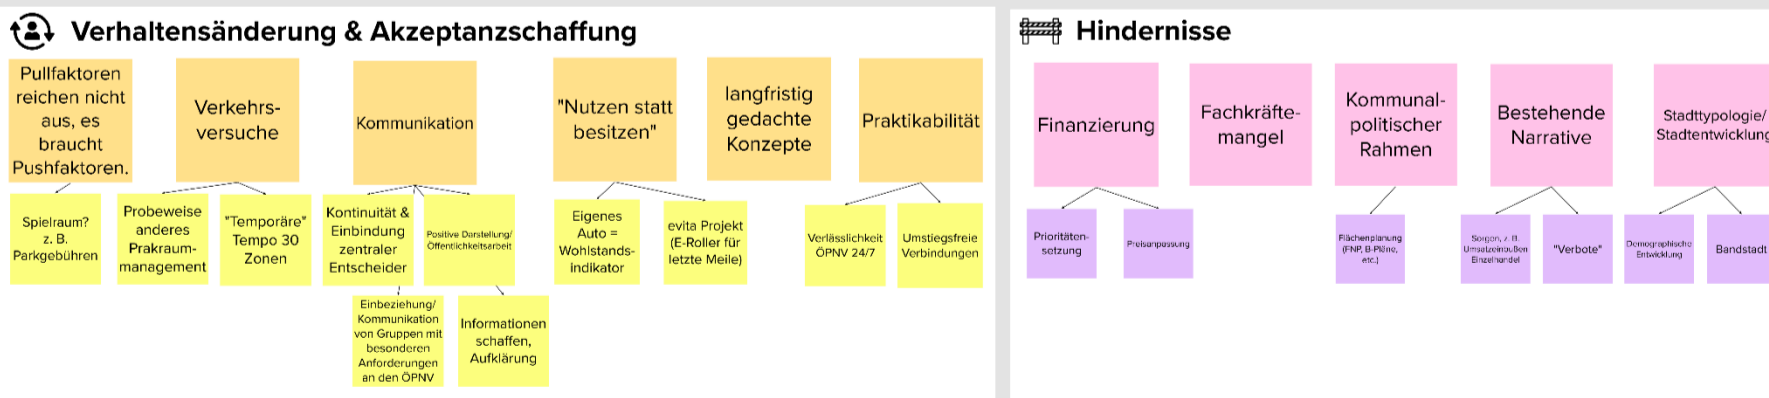 Verhaltensänderung & Akzeptanzschaffung
Pullfaktoren
reichen nicht
aus, es
braucht
Pushfaktoren.
Verkehrs-
versuche
Kommunikation
"Nutzen statt
besitzen"
langfristig
gedachte
Konzepte
Praktikabilität
Spielraum?
z. B.
Parkgebühren
Probeweise
anderes
Prakraum-
management
"Temporäre"
Tempo 30
Zonen
Kontinuität &
Einbindung
zentraler
Entscheider
Positive Darstellung/
Öffentlichkeitsarbeit
Eigenes
Auto =
Wohlstands-
indikator
evita Projekt
(E-Roller für
letzte Meile)
Verlässlichkeit
ÖPNV 24/7
Umstiegsfreie
Verbindungen
Einbeziehung/
Kommunikation
von Gruppen mit
besonderen
Anforderungen
an den ÖPNV
Informationen
schaffen,
Aufklärung
Hindernisse
Finanzierung
Fachkräfte-
mangel
Kommunal-
politischer
Rahmen
Bestehende
Narrative
Stadttypologie/
Stadtentwicklung
Prioritäten-
setzung
Preisanpassung
Flächenplanung
(FNP, B-Pläne,
etc.)
Sorgen, z. B.
Umsatzeinbußen
Einzelhandel
"Verbote"
Demographische
Entwicklung
Bandstadt